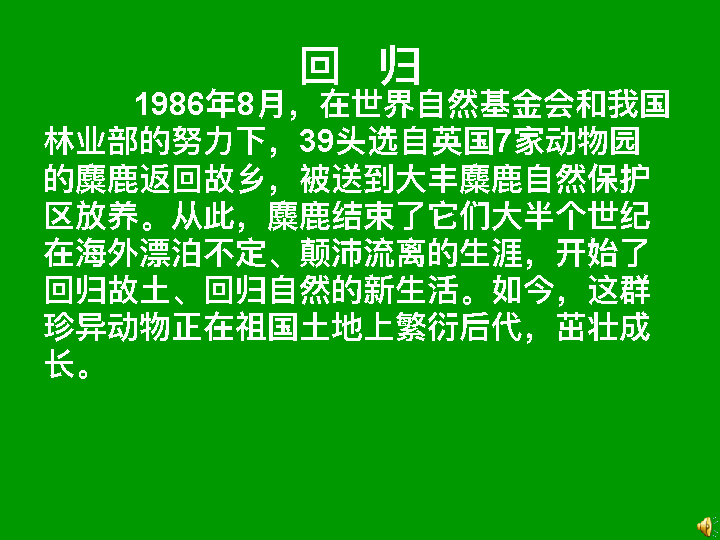 回 归
1986年8月，在世界自然基金会和我国
林业部的努力下，39头选自英国7家动物园
的麋鹿返回故乡，被送到大丰麋鹿自然保护
区放养。从此，麋鹿结束了它们大半个世纪
在海外漂泊不定、颠沛流离的生涯，开始了
回归故土、回归自然的新生活。如今，这群
珍异动物正在祖国土地上繁衍后代，茁壮成
长。